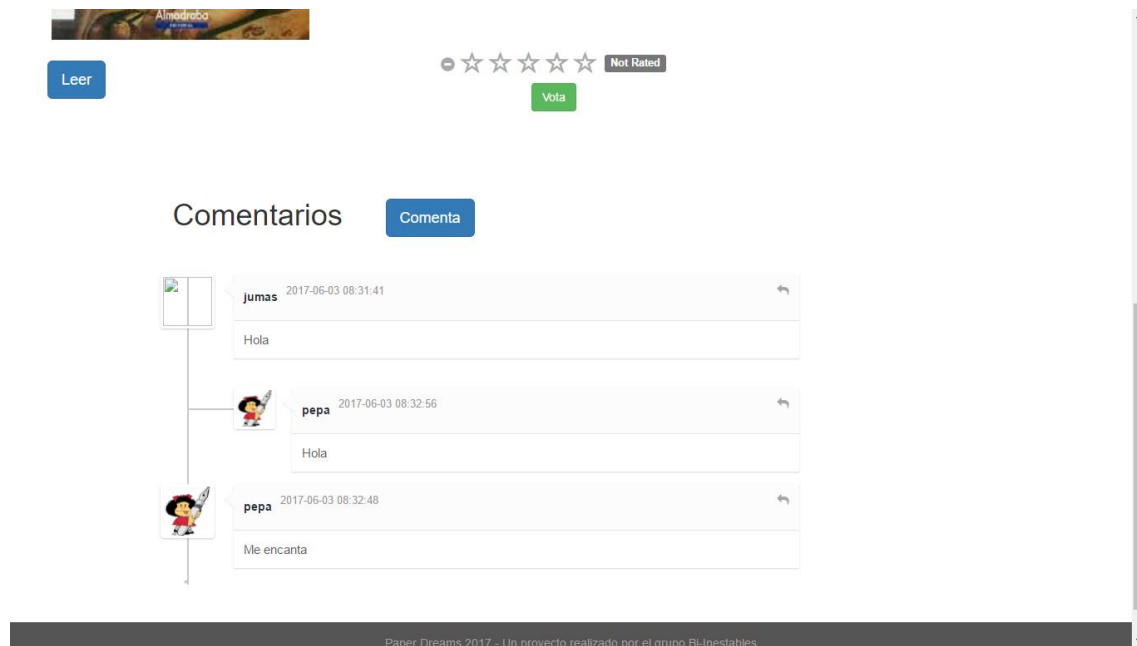 Almadraba
EDITORIAL
Leer
Not Rated
Vota
Comentarios
Comenta
jumas 2017-06-03 08:31:41
Hola
pepa 2017-06-03 08:32:56
Hola
pepa 2017-06-03 08:32:48
Me encanta
Paper Dreams 2017 - Un proyecto realizado por el grupo Bi-Inestables